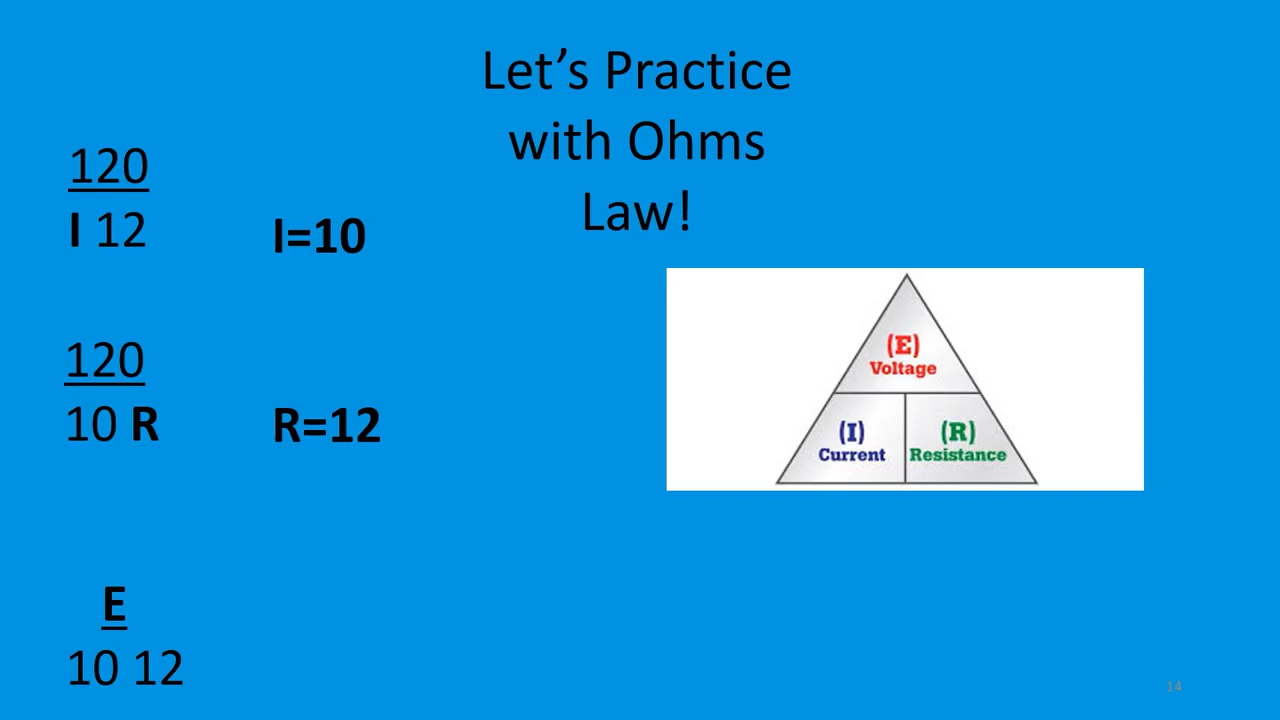 Let’s Practice
with Ohms
Law!
120
I 12
I=10
120
10 R
R=12
E
10 12
(E)
Voltage
(I)
Current
(R)
Resistance
14